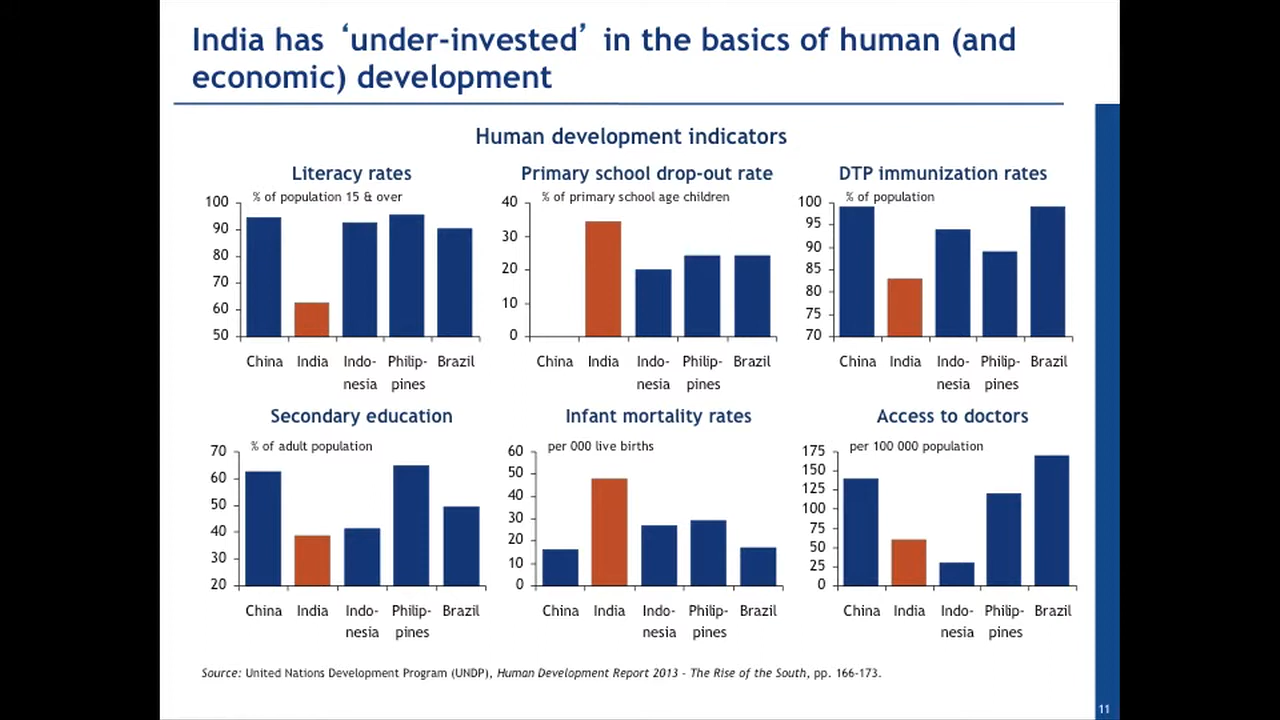 India has ‘under-invested’ in the basics of human (and
economic) development
Human development indicators
Literacy rates
% of population 15 & over
100
90
80
70
60
50
China India Indo- Philip- Brazil
nesia pines
Primary school drop-out rate
% of primary school age children
40
30
20
10
0
China India Indo- Philip- Brazil
nesia pines
DTP immunization rates
% of population
100
95
90
85
80
75
70
China India Indo- Philip- Brazil
nesia pines
Secondary education
% of adult population
70
60
50
40
30
20
China India Indo- Philip- Brazil
nesia pines
Infant mortality rates
per 000 live births
60
50
40
30
20
10
0
China India Indo- Philip- Brazil
nesia pines
Access to doctors
per 100 000 population
175
150
125
100
75
50
25
0
China India Indo- Philip- Brazil
nesia pines
Source: United Nations Development Program (UNDP), Human Development Report 2013 - The Rise of the South, pp. 166-173.
11